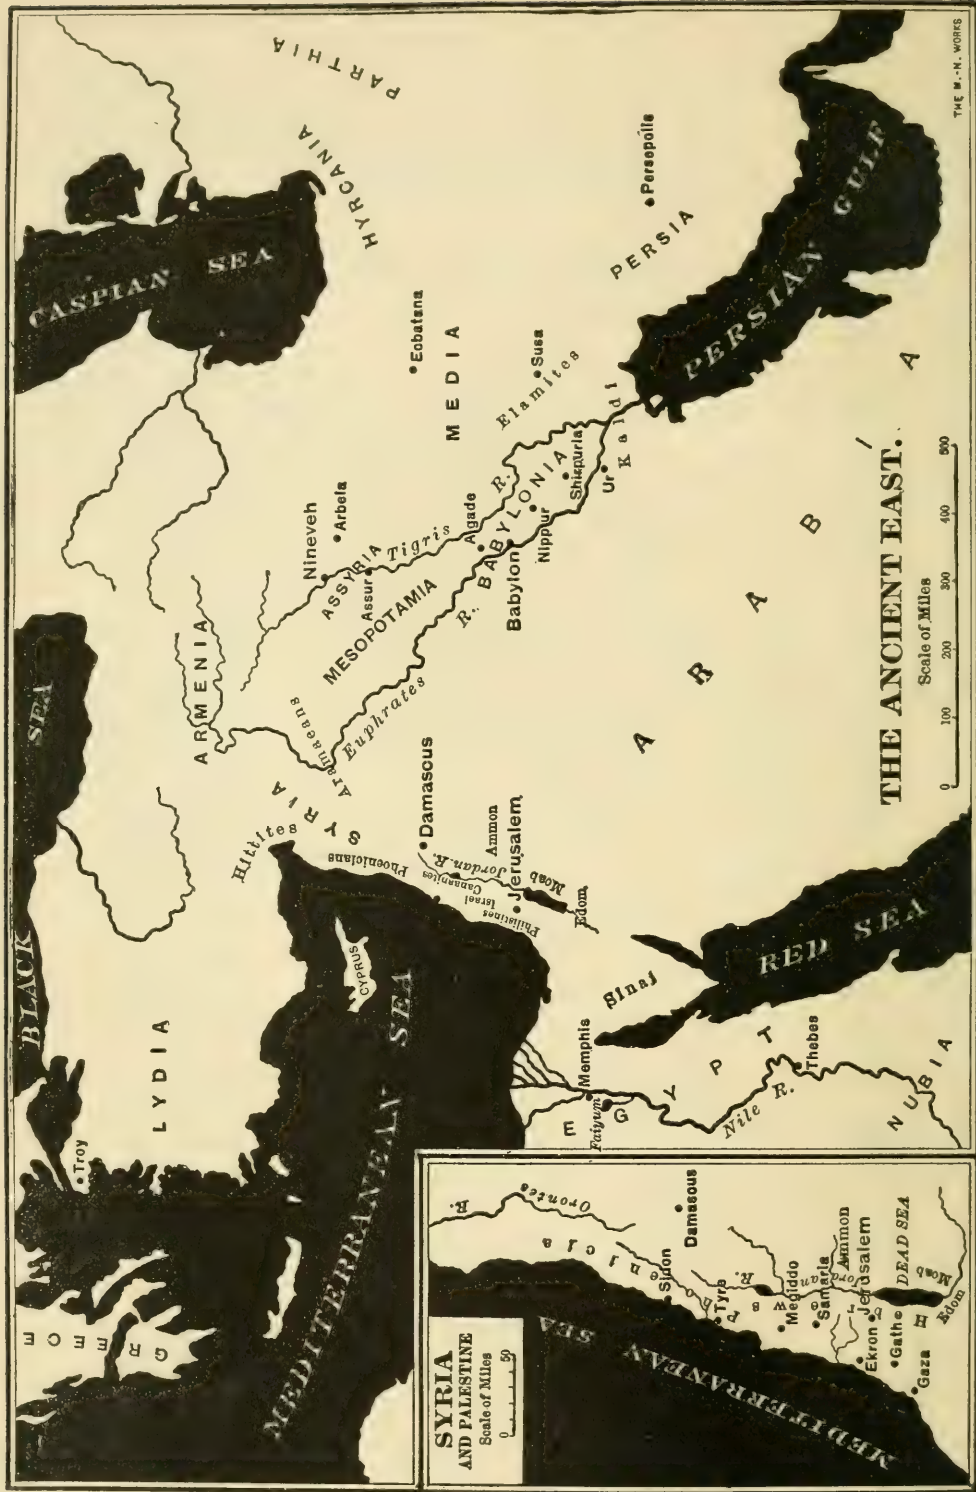 THE ANCIENT EAST.
Scale of Miles
0 100 200 300 400 500
GREECE
Troy
LYDIA
BLACK SEA
CASPIAN SEA
ARMENIA
HYRCANIA
PARTHIA
Hittites
SYRIA
Aramaeans
MESOPOTAMIA
ASSYRIA
Nineveh
Arbela
Assur
Tigris R.
Euphrates R.
Agade
BABYLONIA
Babylon
Nippur
Shirpurla
Ur
Kaldi
MEDIA
Ecbatana
Susa
Elamites
PERSIA
Persepolis
PERSIAN GULF
CYPRUS
MEDITERRANEAN SEA
Phoenicians
Damascus
Canaanites
Jordan R.
Ammon
Israel
Jerusalem
Philistines
Moab
Edom
Sinai
ARABIA
RED SEA
EGYPT
Memphis
Faiyum
Nile R.
Thebes
NUBIA
SYRIA
AND PALESTINE
Scale of Miles
0 50
MEDITERRANEAN SEA
Orontes R.
Phoenicia
Sidon
Damascus
Tyre
Jordan R.
Megiddo
Samaria
Ammon
Hebrews
Jerusalem
Ekron
Gath
Gaza
DEAD SEA
Moab
Edom
THE M.-N. WORKS